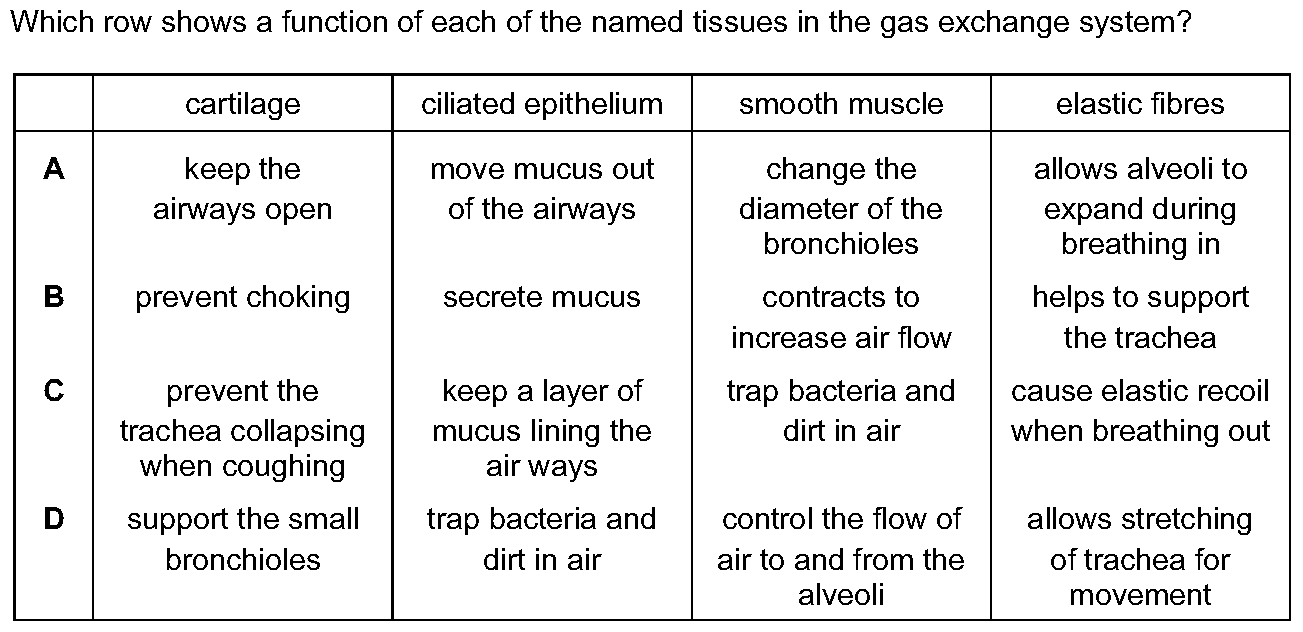 Which row shows a function of each of the named tissues in the gas exchange system?
cartilage ciliated epithelium smooth muscle elastic fibres
A keep the move mucus out change the allows alveoli to
airways open of the airways diameter of the expand during
bronchioles breathing in
B prevent choking secrete mucus contracts to helps to support
increase air flow the trachea
C prevent the keep a layer of trap bacteria and cause elastic recoil
trachea collapsing mucus lining the dirt in air when breathing out
when coughing air ways
D support the small trap bacteria and control the flow of allows stretching
bronchioles dirt in air air to and from the of trachea for
alveoli movement